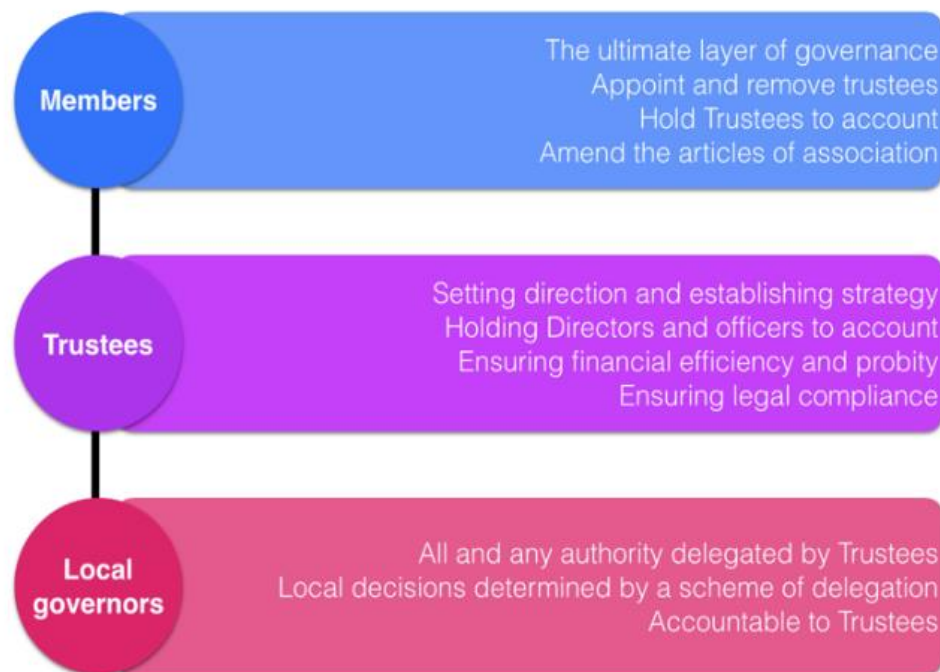 Members
The ultimate layer of governance
Appoint and remove trustees
Hold Trustees to account
Amend the articles of association
Trustees
Setting direction and establishing strategy
Holding Directors and officers to account
Ensuring financial efficiency and probity
Ensuring legal compliance
Local
governors
All and any authority delegated by Trustees
Local decisions determined by a scheme of delegation
Accountable to Trustees